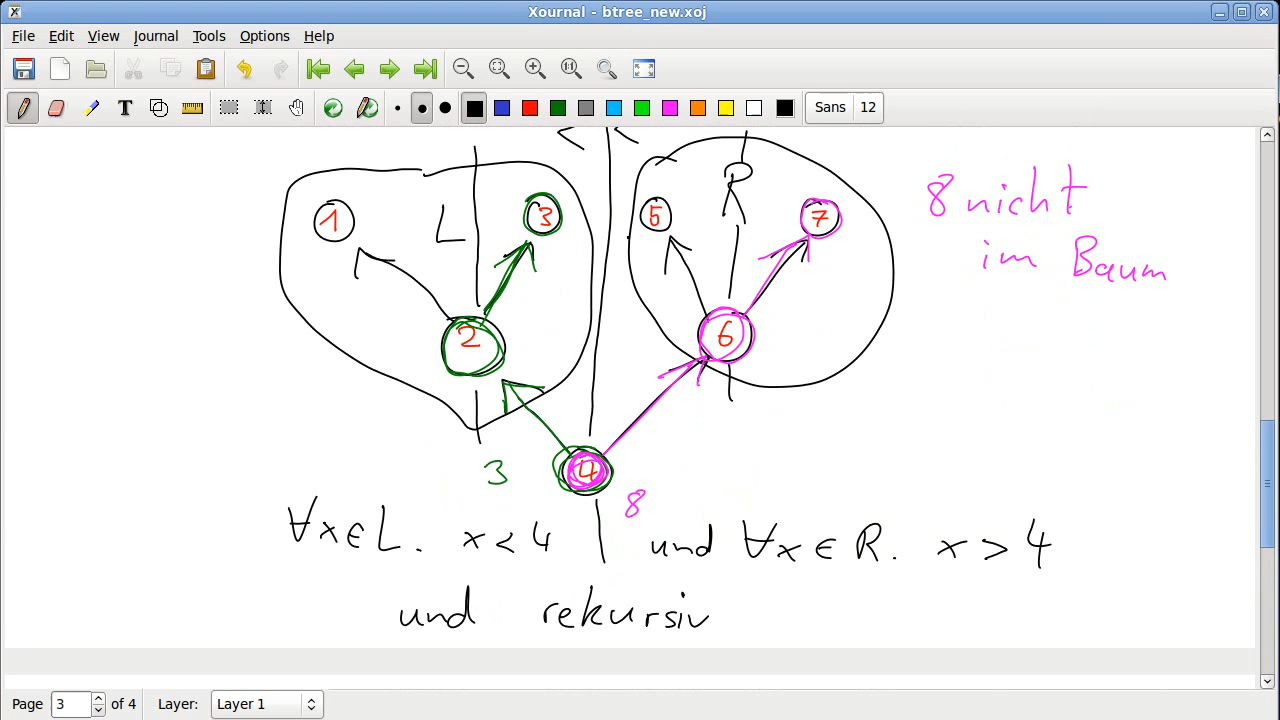 Xournal - btree_new.xoj
File Edit View Journal Tools Options Help
Sans 12
< <
L R
1 3 5 7
8 nicht
im Baum
2 6
3 4 8
∀x∈L. x<4 und ∀x∈R. x>4
und rekursiv
Page 3 of 4 Layer: Layer 1